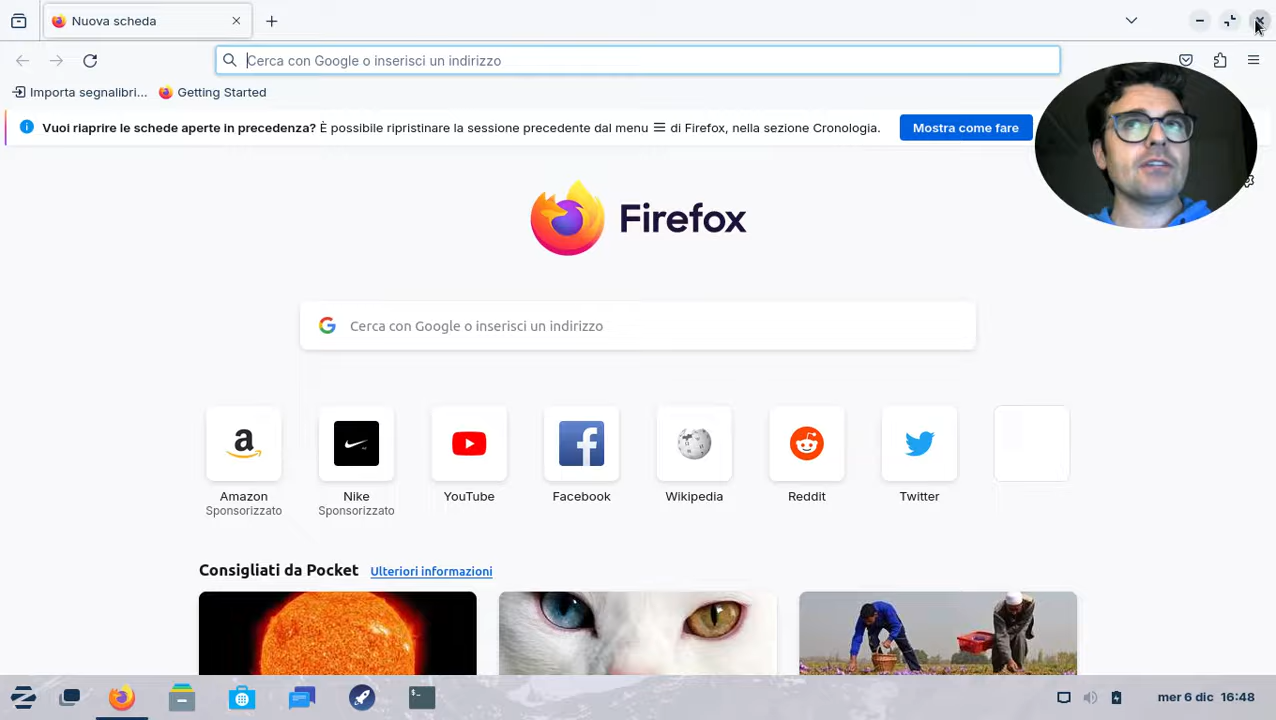 Nuova scheda
Cerca con Google o inserisci un indirizzo
Importa segnalibri... Getting Started
Vuoi riaprire le schede aperte in precedenza? È possibile ripristinare la sessione precedente dal menu ☰ di Firefox, nella sezione Cronologia. Mostra come fare
Firefox
Cerca con Google o inserisci un indirizzo
Amazon Nike YouTube Facebook Wikipedia Reddit Twitter
Sponsorizzato Sponsorizzato
Consigliati da Pocket Ulteriori informazioni
mer 6 dic 16:48